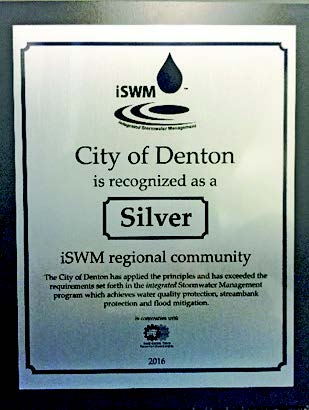 iSWM™
integrated Stormwater Management
City of Denton
is recognized as a
Silver
iSWM regional community
The City of Denton has applied the principles and has exceeded the
requirements set forth in the integrated Stormwater Management
program which achieves water quality protection, streambank
protection and flood mitigation.
in cooperation with
2016